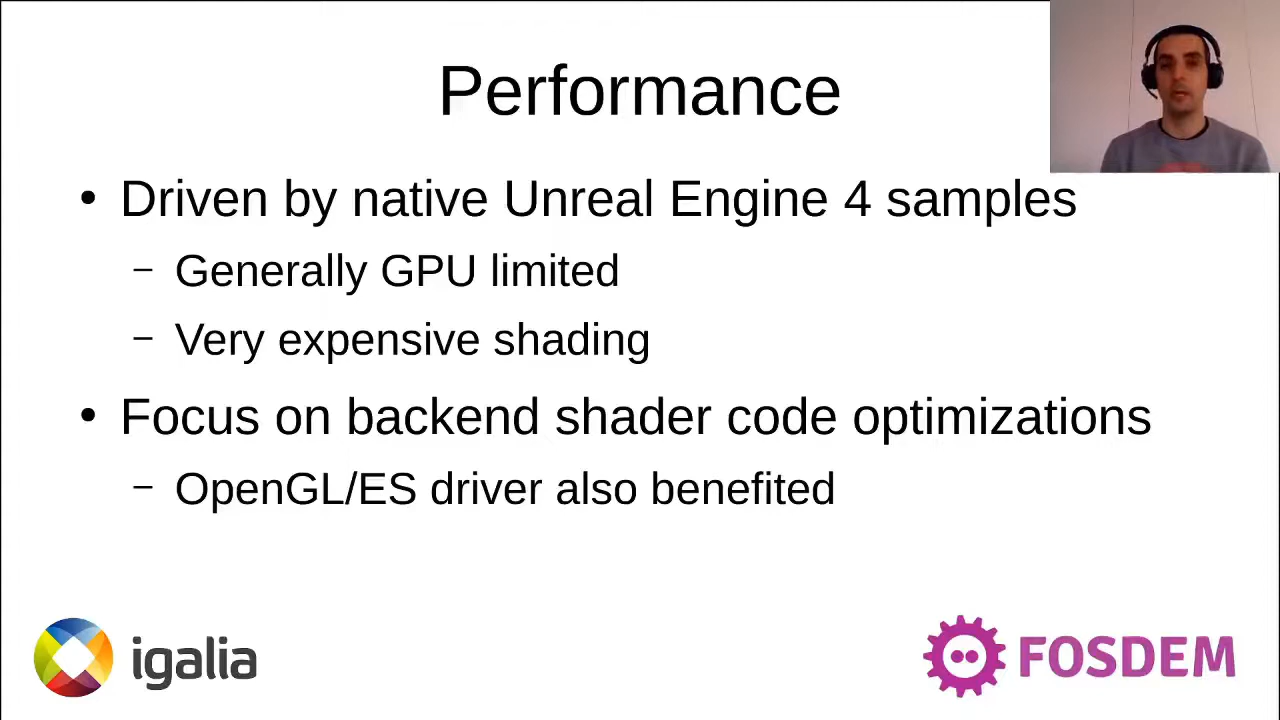 Performance
• Driven by native Unreal Engine 4 samples
– Generally GPU limited
– Very expensive shading
• Focus on backend shader code optimizations
– OpenGL/ES driver also benefited
igalia
FOSDEM